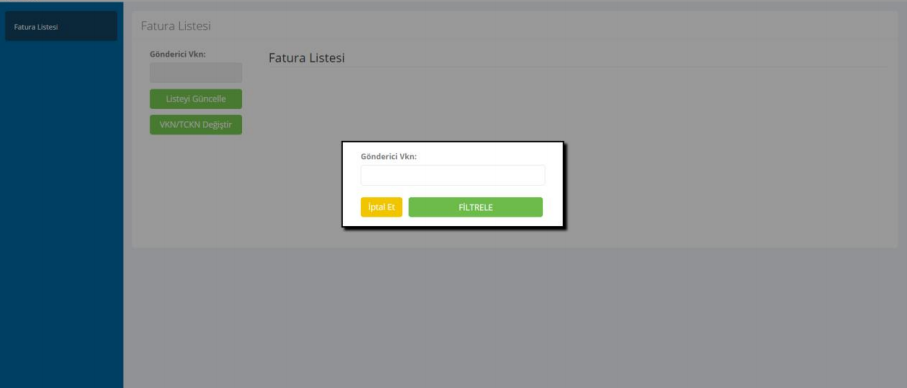 Fatura Listesi
Fatura Listesi
Gönderici Vkn:
Fatura Listesi
Listeyi Güncelle
VKN/TCKN Değiştir
Gönderici Vkn:
İptal Et
FİLTRELE